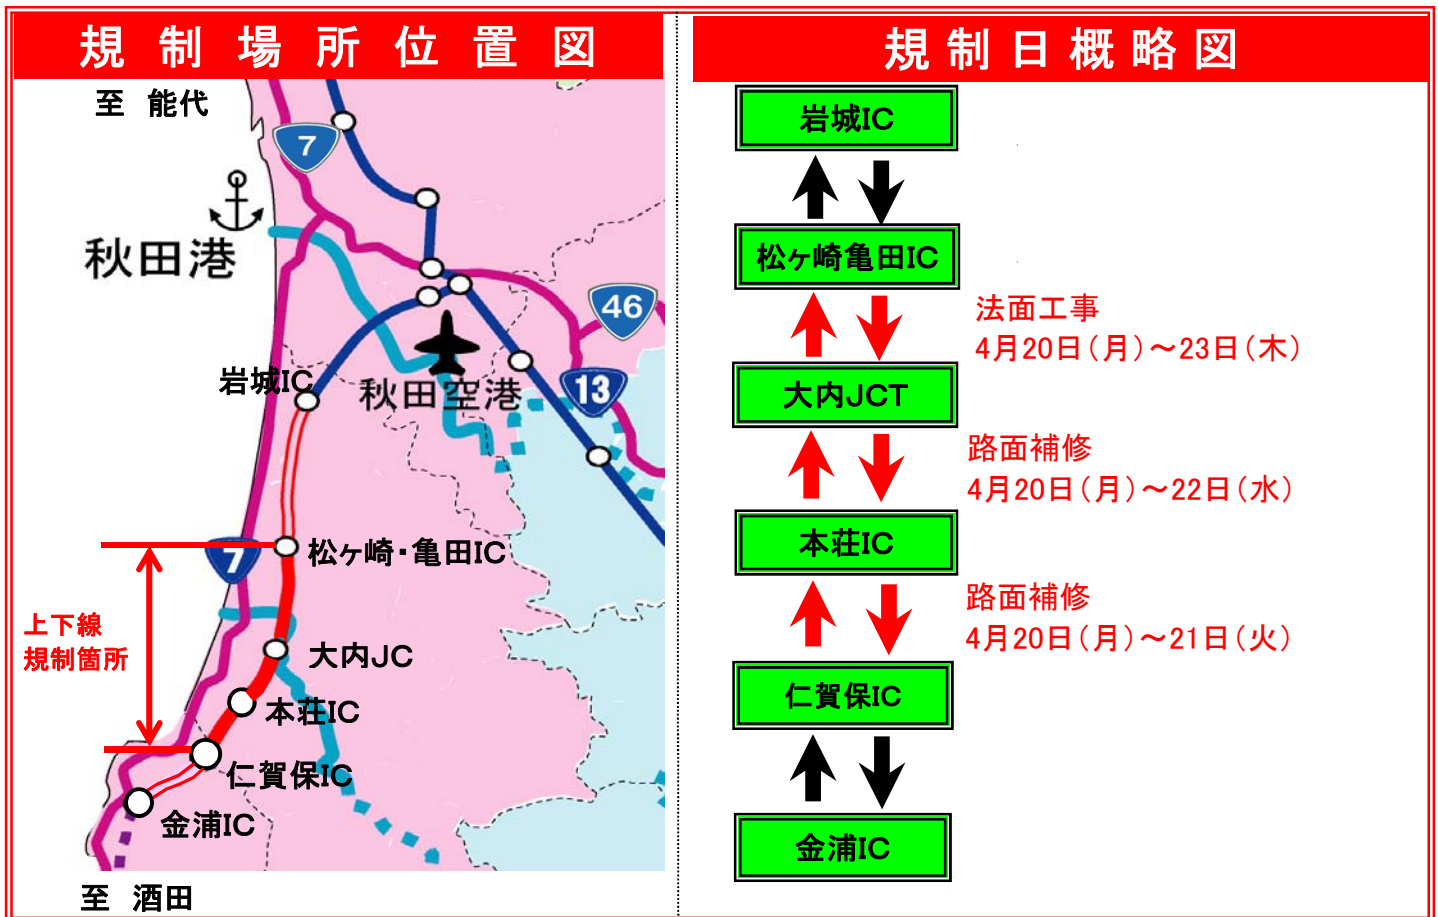 規制場所位置図
至 能代
7
秋田港
46
岩城IC
秋田空港
13
7
松ヶ崎・亀田IC
上下線
規制箇所
大内JC
本荘IC
仁賀保IC
金浦IC
至 酒田
規制日概略図
岩城IC
松ヶ崎亀田IC
法面工事
4月20日(月)～23日(木)
大内JCT
路面補修
4月20日(月)～22日(水)
本荘IC
路面補修
4月20日(月)～21日(火)
仁賀保IC
金浦IC